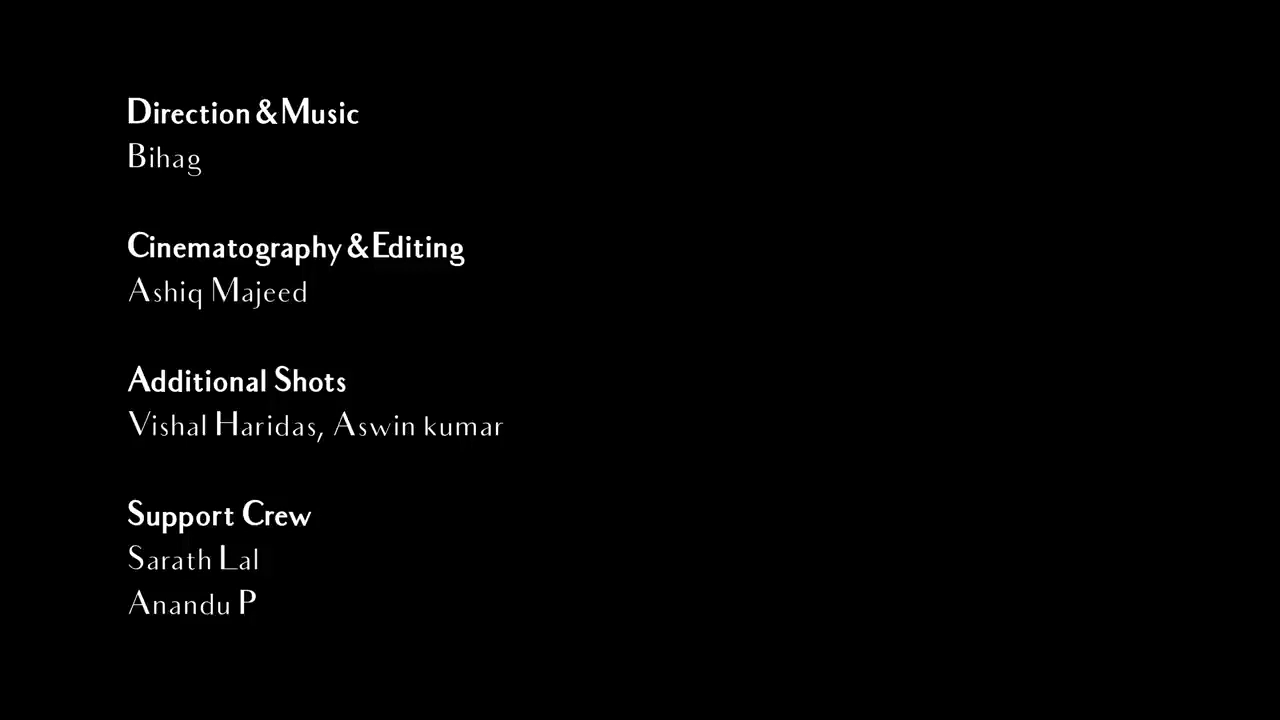 Direction & Music
Bihag
Cinematography & Editing
Ashiq Majeed
Additional Shots
Vishal Haridas, Aswin kumar
Support Crew
Sarath Lal
Anandu P